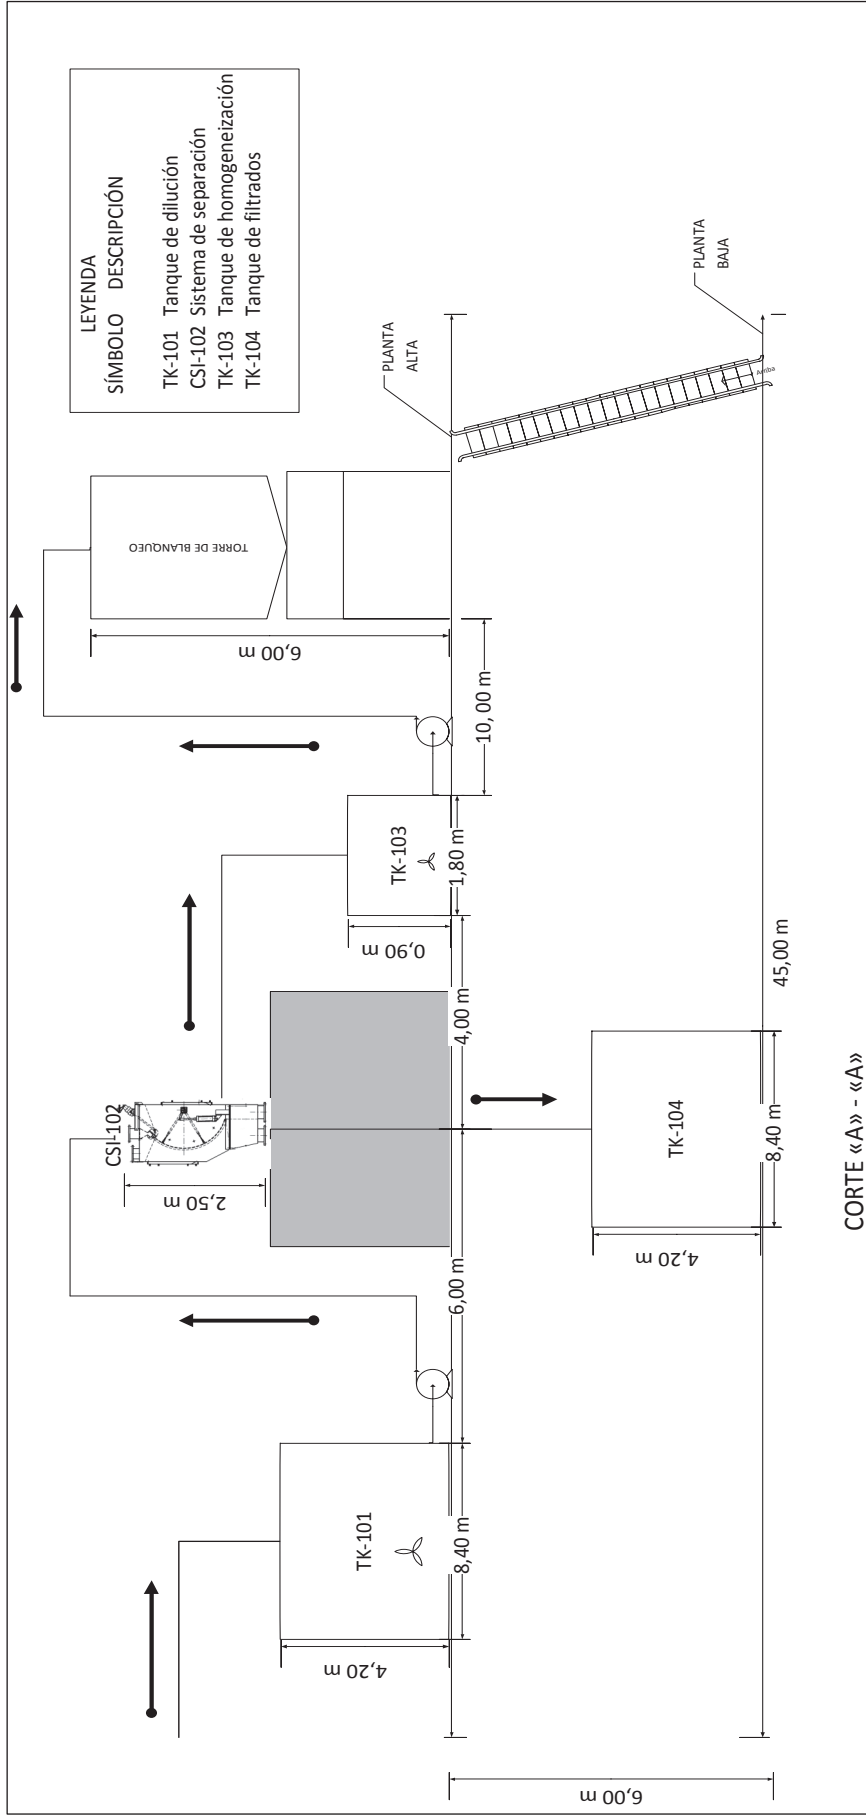 LEYENDA
SÍMBOLO DESCRIPCIÓN
TK-101 Tanque de dilución
CSI-102 Sistema de separación
TK-103 Tanque de homogeneización
TK-104 Tanque de filtrados
TORRE DE BLANQUEO
6,00 m
CSI-102
2,50 m
TK-101
4,20 m
8,40 m
6,00 m
4,00 m
TK-103
0,90 m
1,80 m
10, 00 m
PLANTA
ALTA
PLANTA
BAJA
Arriba
TK-104
4,20 m
8,40 m
45,00 m
6,00 m
CORTE «A» - «A»